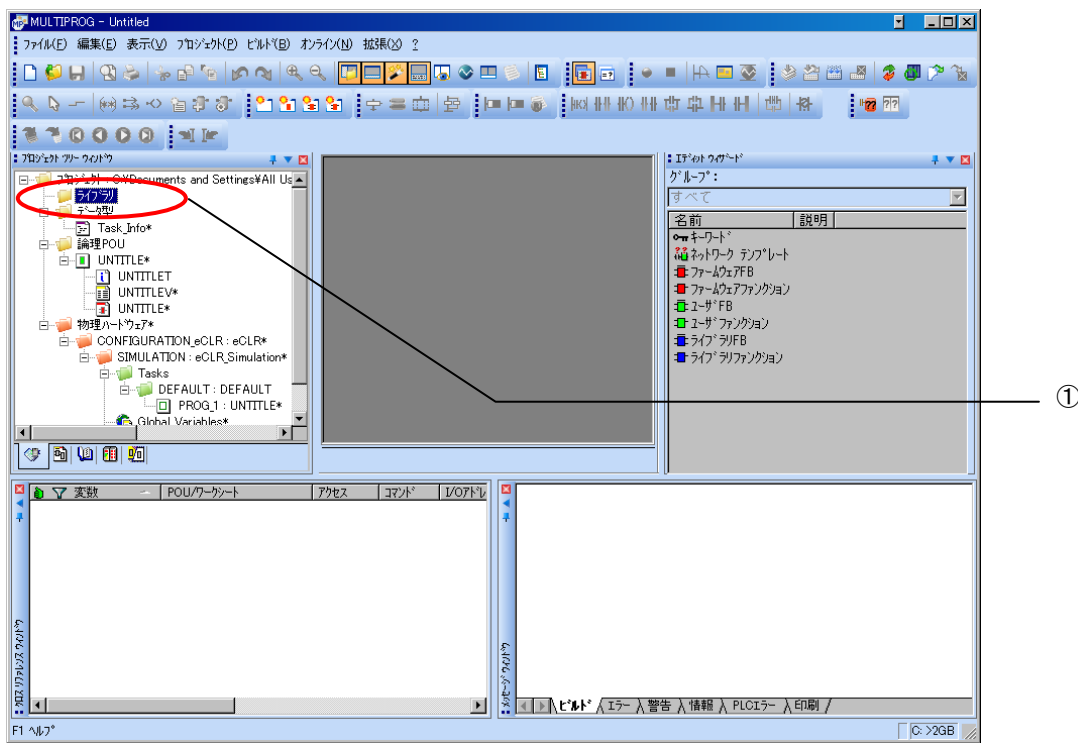 MULTIPROG - Untitled
ファイル(F) 編集(E) 表示(V) プロジェクト(P) ビルド(B) オンライン(N) 拡張(X) ?
プロジェクト ツリー ウィンドウ
プロジェクト : C:¥Documents and Settings¥All Us
ライブラリ
データ型
Task_Info*
論理POU
UNTITLE*
UNTITLET
UNTITLEV*
UNTITLE*
物理ハードウェア*
CONFIGURATION_eCLR : eCLR*
SIMULATION : eCLR_Simulation*
Tasks
DEFAULT : DEFAULT
PROG_1 : UNTITLE*
Global Variables*
エディット ウィザード
グループ :
すべて
名前 説明
キーワード
ネットワーク テンプレート
ファームウェアFB
ファームウェアファンクション
ユーザFB
ユーザファンクション
ライブラリFB
ライブラリファンクション
①
変数 POU/ワークシート アクセス コマンド I/Oアドレ
クロス リファレンス ウィンドウ
メッセージ ウィンドウ
ビルド エラー 警告 情報 PLCエラー 印刷
F1 ヘルプ
C: >2GB